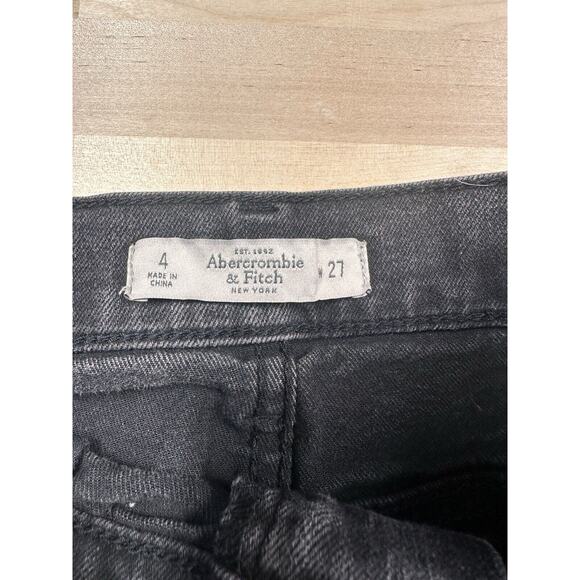 4
MADE IN
CHINA
EST. 1892
Abercrombie
& Fitch
NEW YORK
W 27